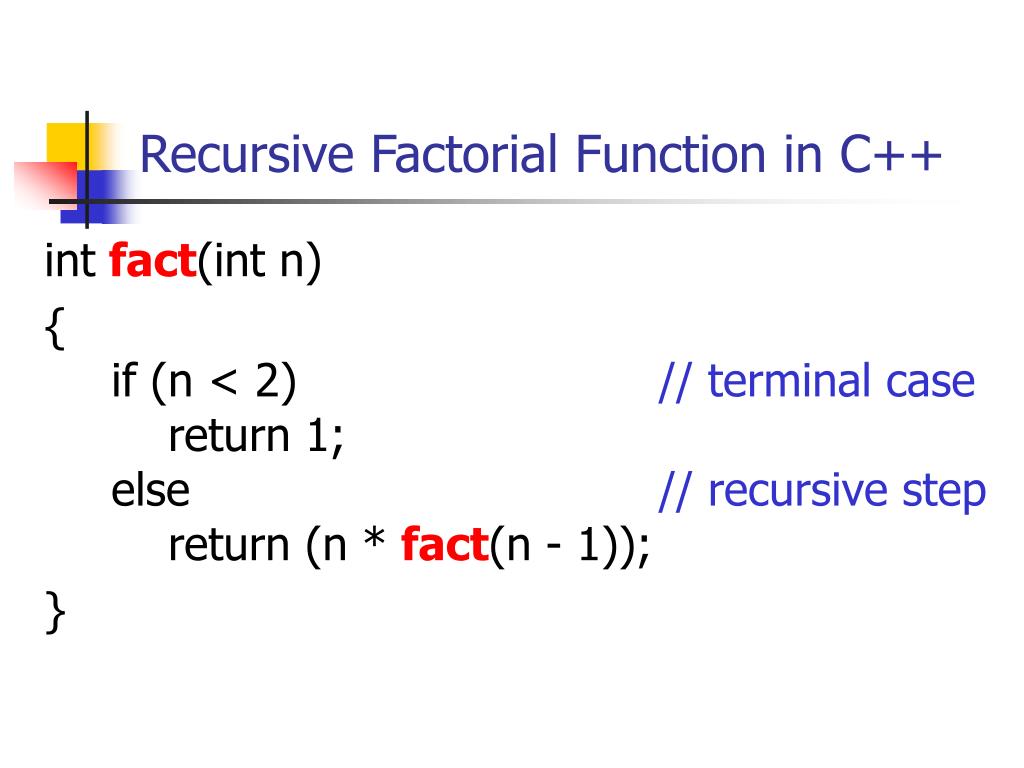 Recursive Factorial Function in C++
int fact(int n)
{
if (n < 2) // terminal case
return 1;
else // recursive step
return (n * fact(n - 1));
}